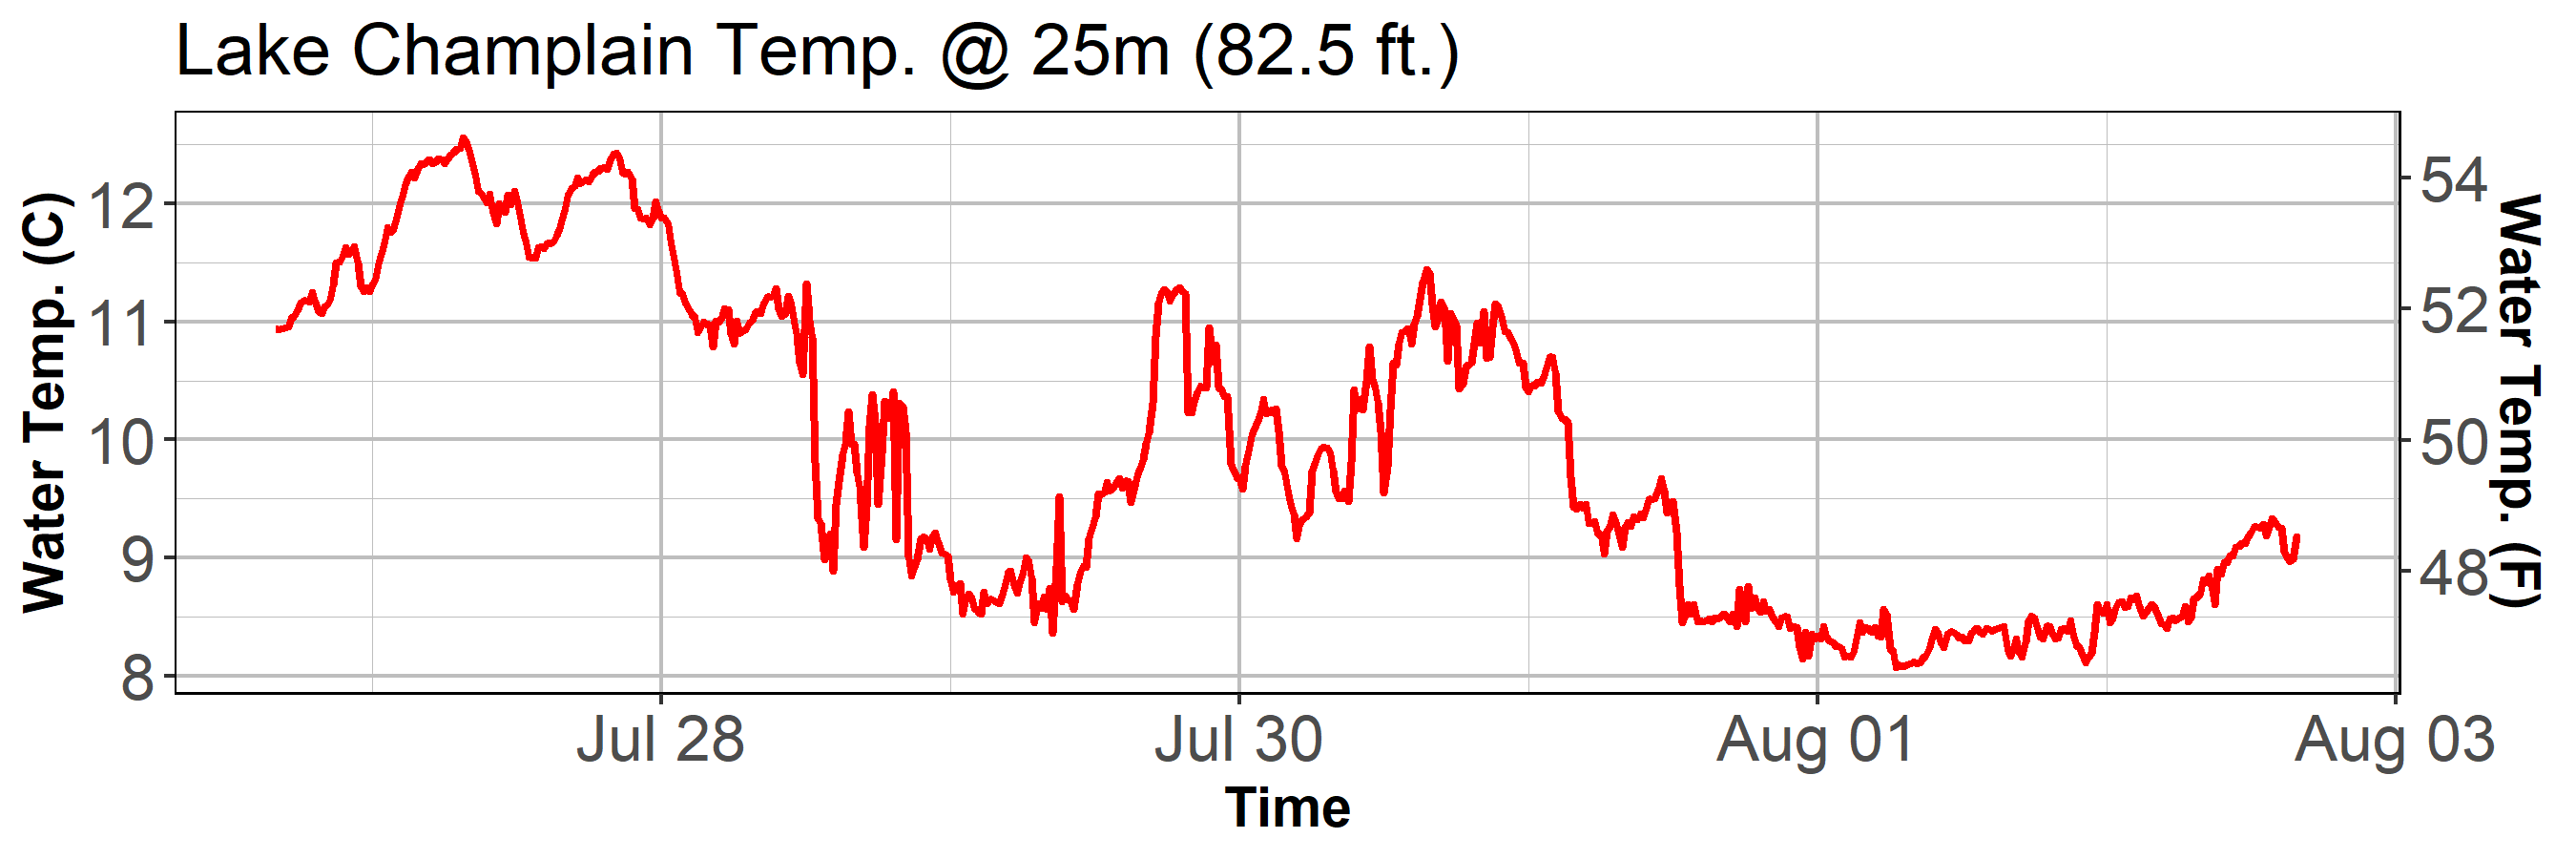 Lake Champlain Temp. @ 25m (82.5 ft.)
Water Temp. (C)
12
11
10
9
8
54
52
50
48
Water Temp. (F)
Jul 28
Jul 30
Aug 01
Aug 03
Time